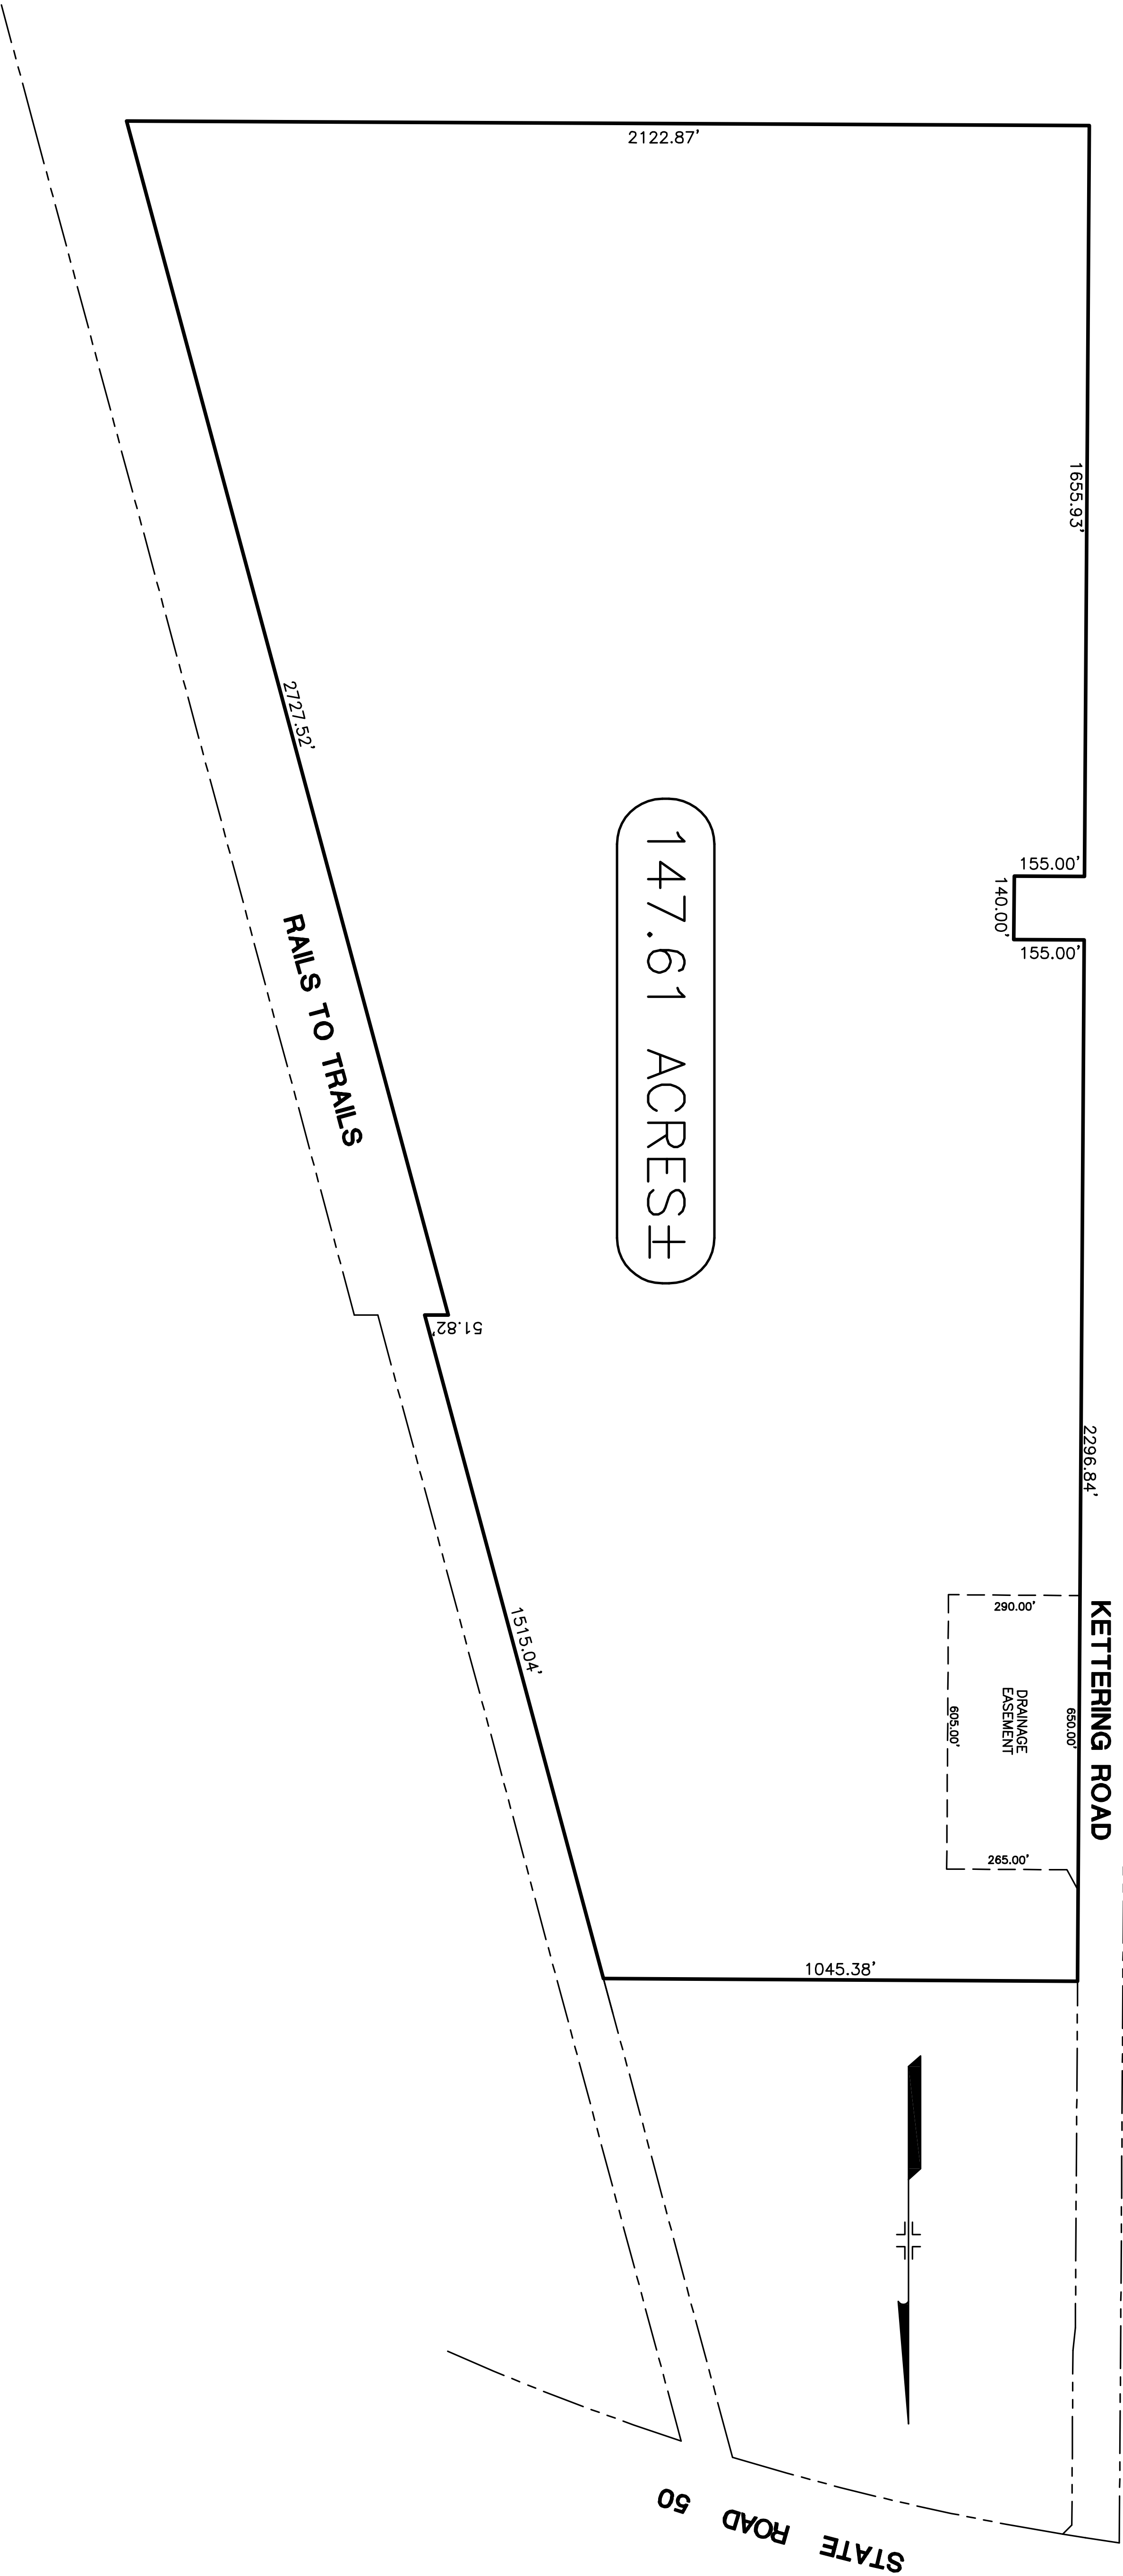 2122.87'
1655.93'
2727.52'
155.00'
140.00'
155.00'
147.61 ACRES±
RAILS TO TRAILS
51.82'
2296.84'
KETTERING ROAD
290.00'
650.00'
DRAINAGE
EASEMENT
605.00'
265.00'
1515.04'
1045.38'
STATE ROAD 50